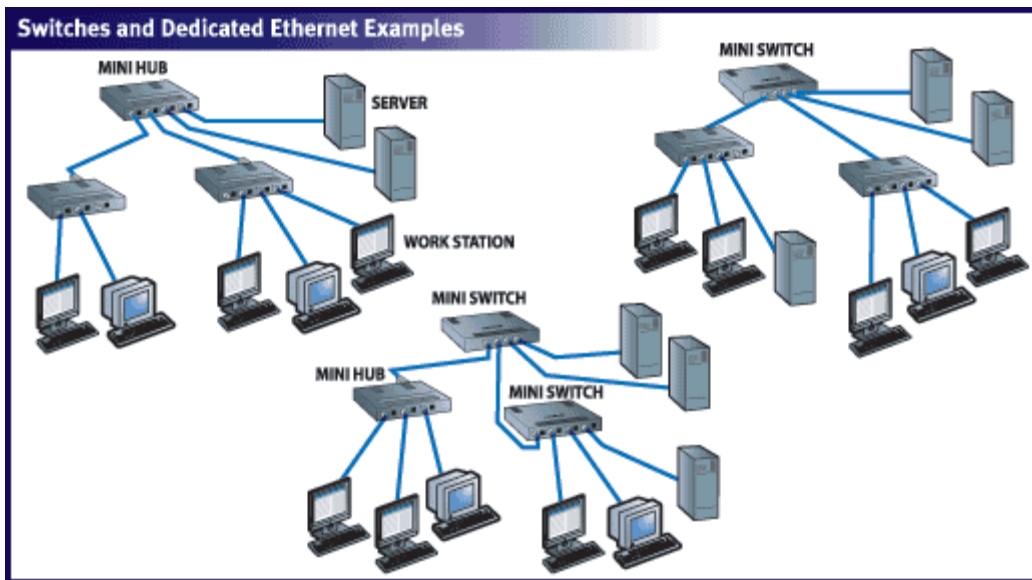 Switches and Dedicated Ethernet Examples
MINI HUB
SERVER
WORK STATION
MINI SWITCH
MINI SWITCH
MINI HUB
MINI SWITCH